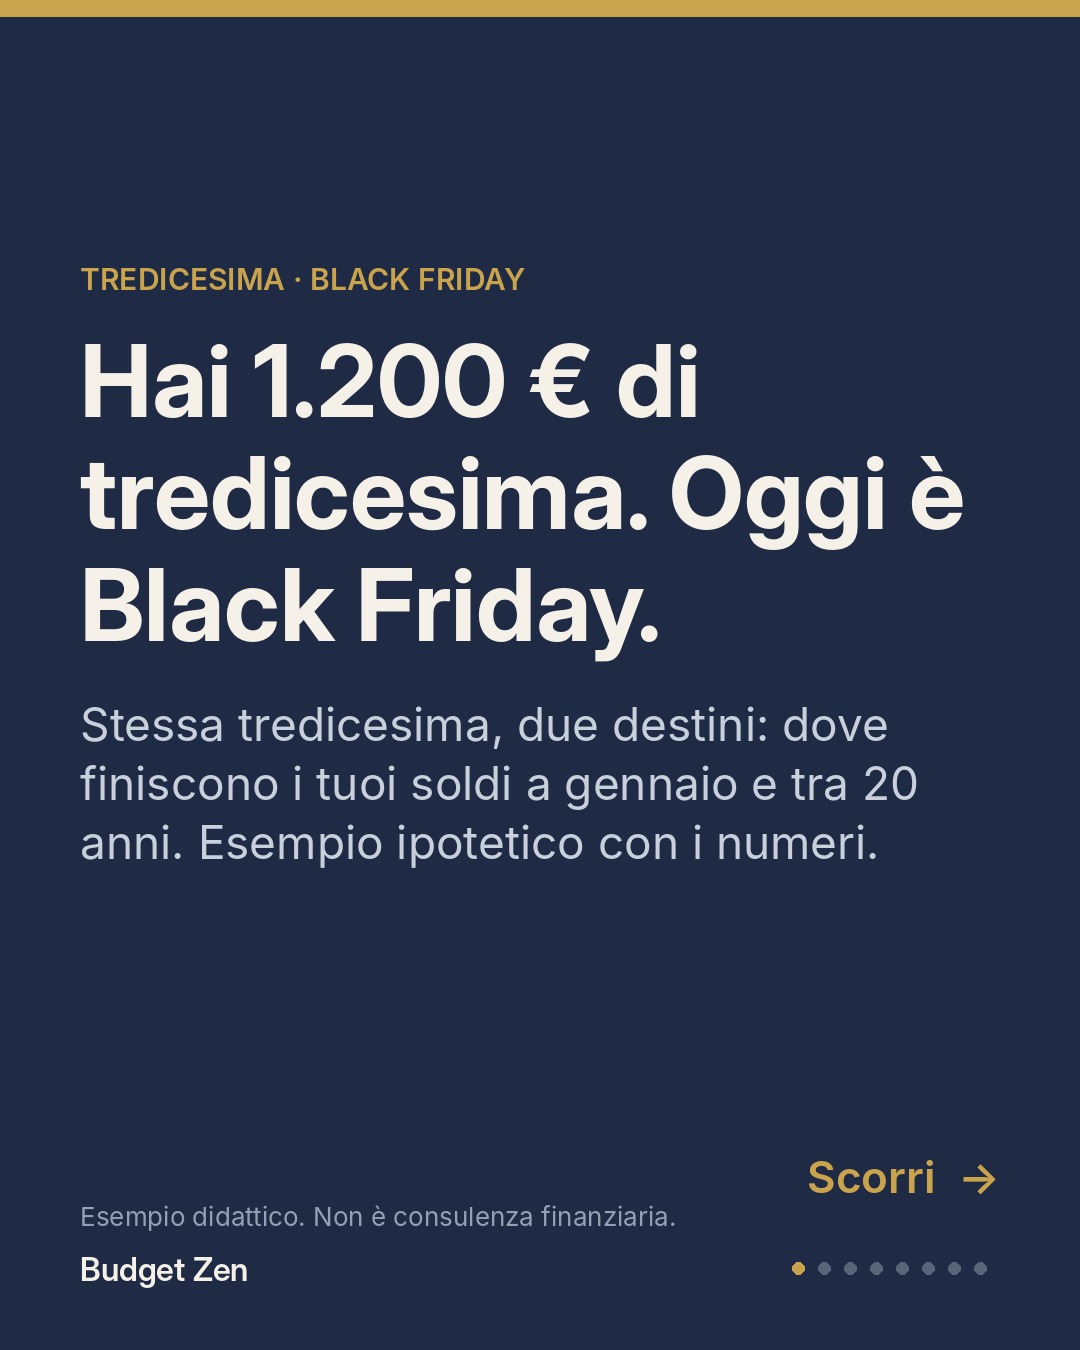 TREDICESIMA · BLACK FRIDAY
Hai 1.200 € di
tredicesima. Oggi è
Black Friday.
Stessa tredicesima, due destini: dove
finiscono i tuoi soldi a gennaio e tra 20
anni. Esempio ipotetico con i numeri.
Scorri →
Esempio didattico. Non è consulenza finanziaria.
Budget Zen